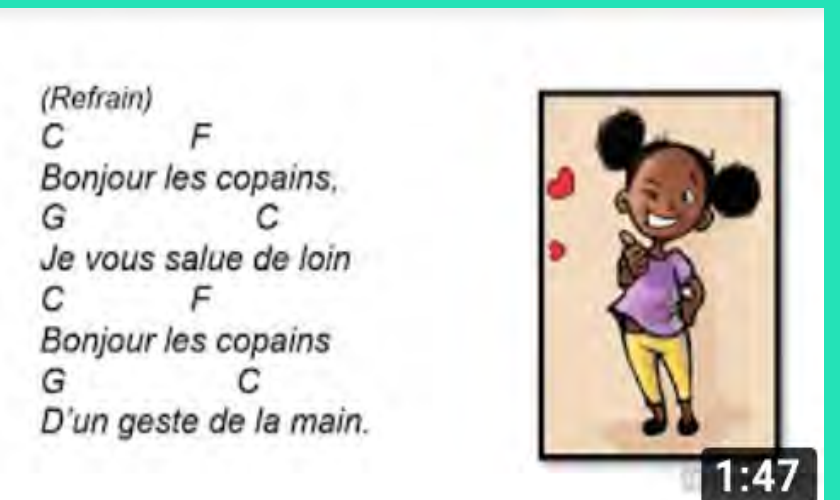 (Refrain)
C F
Bonjour les copains,
G C
Je vous salue de loin
C F
Bonjour les copains
G C
D'un geste de la main.
1:47